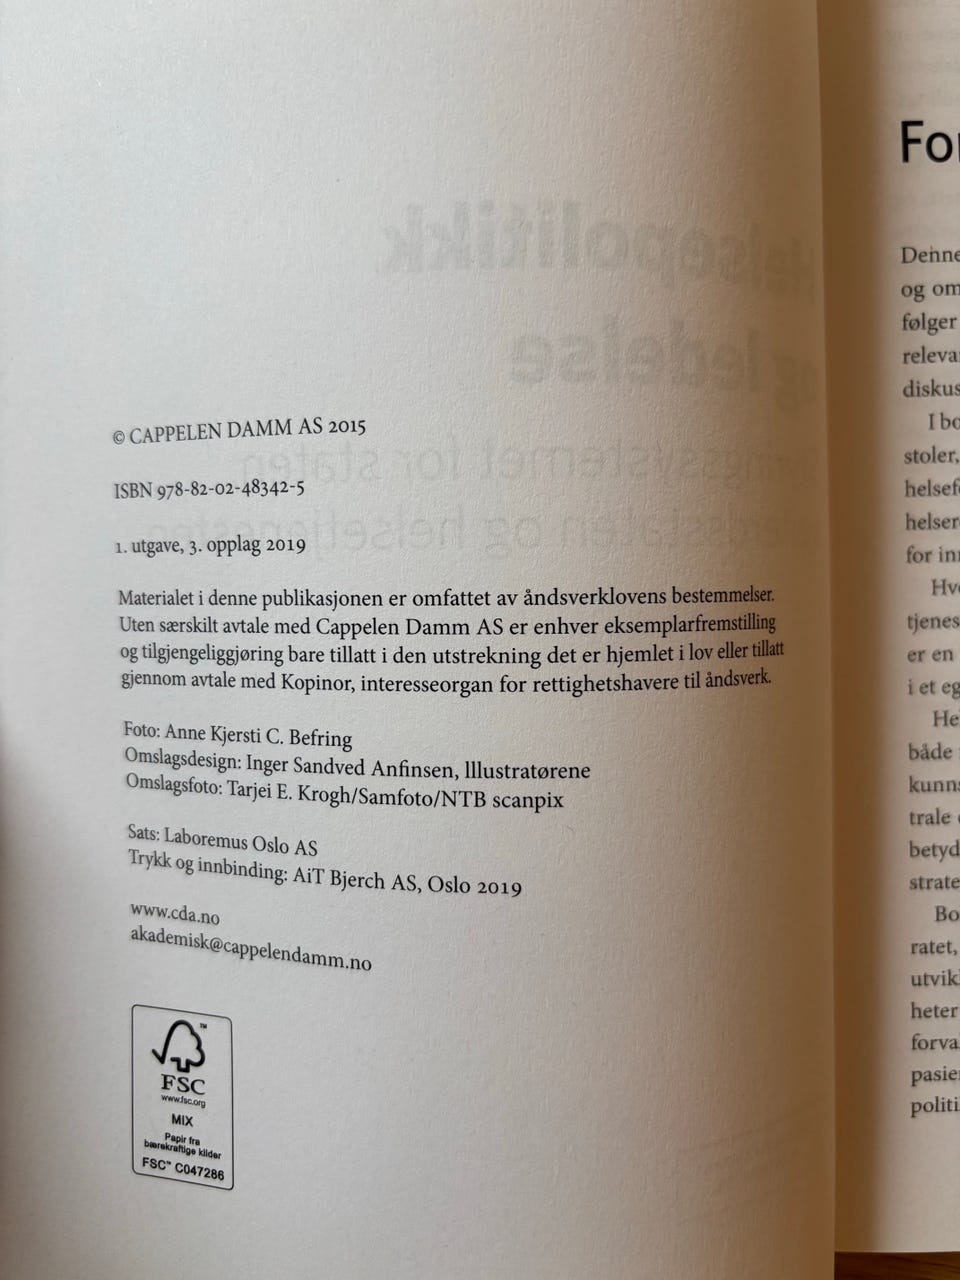 © CAPPELEN DAMM AS 2015
ISBN 978-82-02-48342-5
1. utgave, 3. opplag 2019
Materialet i denne publikasjonen er omfattet av åndsverklovens bestemmelser.
Uten særskilt avtale med Cappelen Damm AS er enhver eksemplarfremstilling
og tilgjengeliggjøring bare tillatt i den utstrekning det er hjemlet i lov eller tillatt
gjennom avtale med Kopinor, interesseorgan for rettighetshavere til åndsverk.
Foto: Anne Kjersti C. Befring
Omslagsdesign: Inger Sandved Anfinsen, lllustratørene
Omslagsfoto: Tarjei E. Krogh/Samfoto/NTB scanpix
Sats: Laboremus Oslo AS
Trykk og innbinding: AiT Bjerch AS, Oslo 2019
www.cda.no
akademisk@cappelendamm.no
™
FSC
www.fsc.org
MIX
Papir fra
bærekraftige kilder
FSC™ C047286
For
Denne
og om
følger
releva
diskus
I bo
stoler,
helsef
helser
for inn
Hv
tjenes
er en
i et eg
He
både
kunns
trale
betyd
strate
Bo
ratet,
utvik
heter
forva
pasie
politi